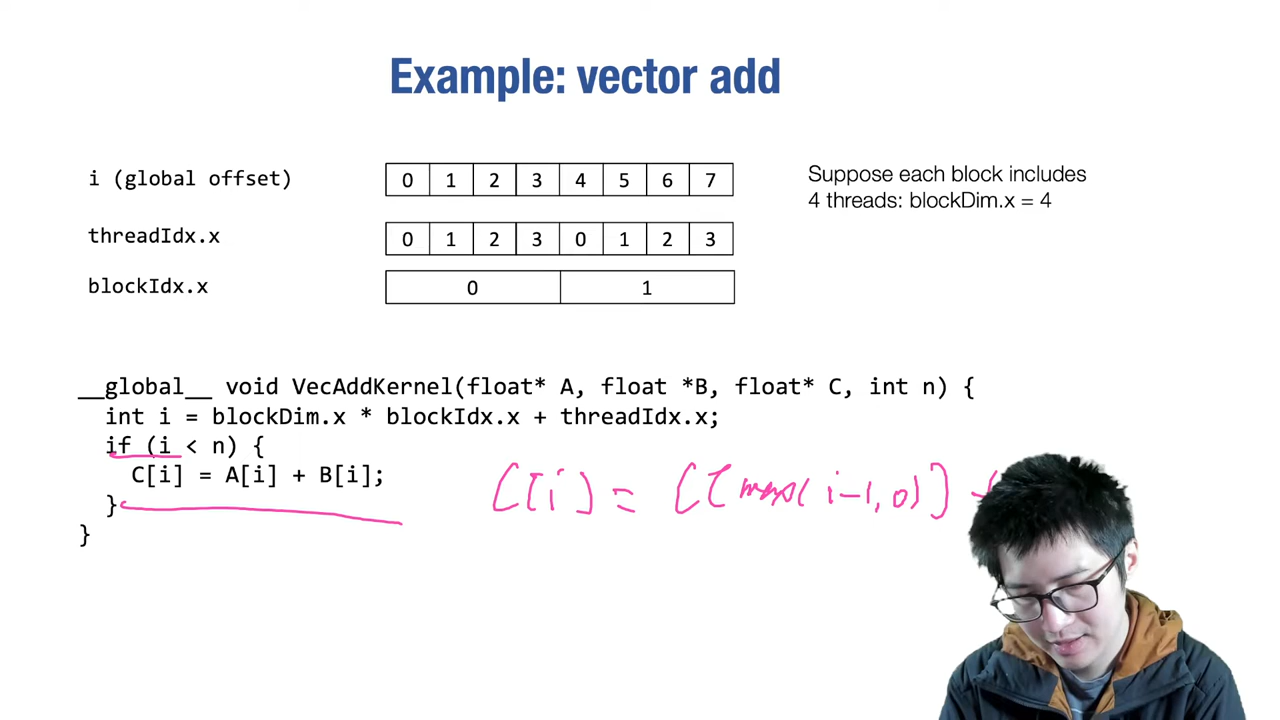 Example: vector add
i (global offset) 0 1 2 3 4 5 6 7
Suppose each block includes
4 threads: blockDim.x = 4
threadIdx.x 0 1 2 3 0 1 2 3
blockIdx.x 0 1
__global__ void VecAddKernel(float* A, float *B, float* C, int n) {
int i = blockDim.x * blockIdx.x + threadIdx.x;
if (i < n) {
C[i] = A[i] + B[i];
C[i] = C[max(i-1,0)] +
}
}